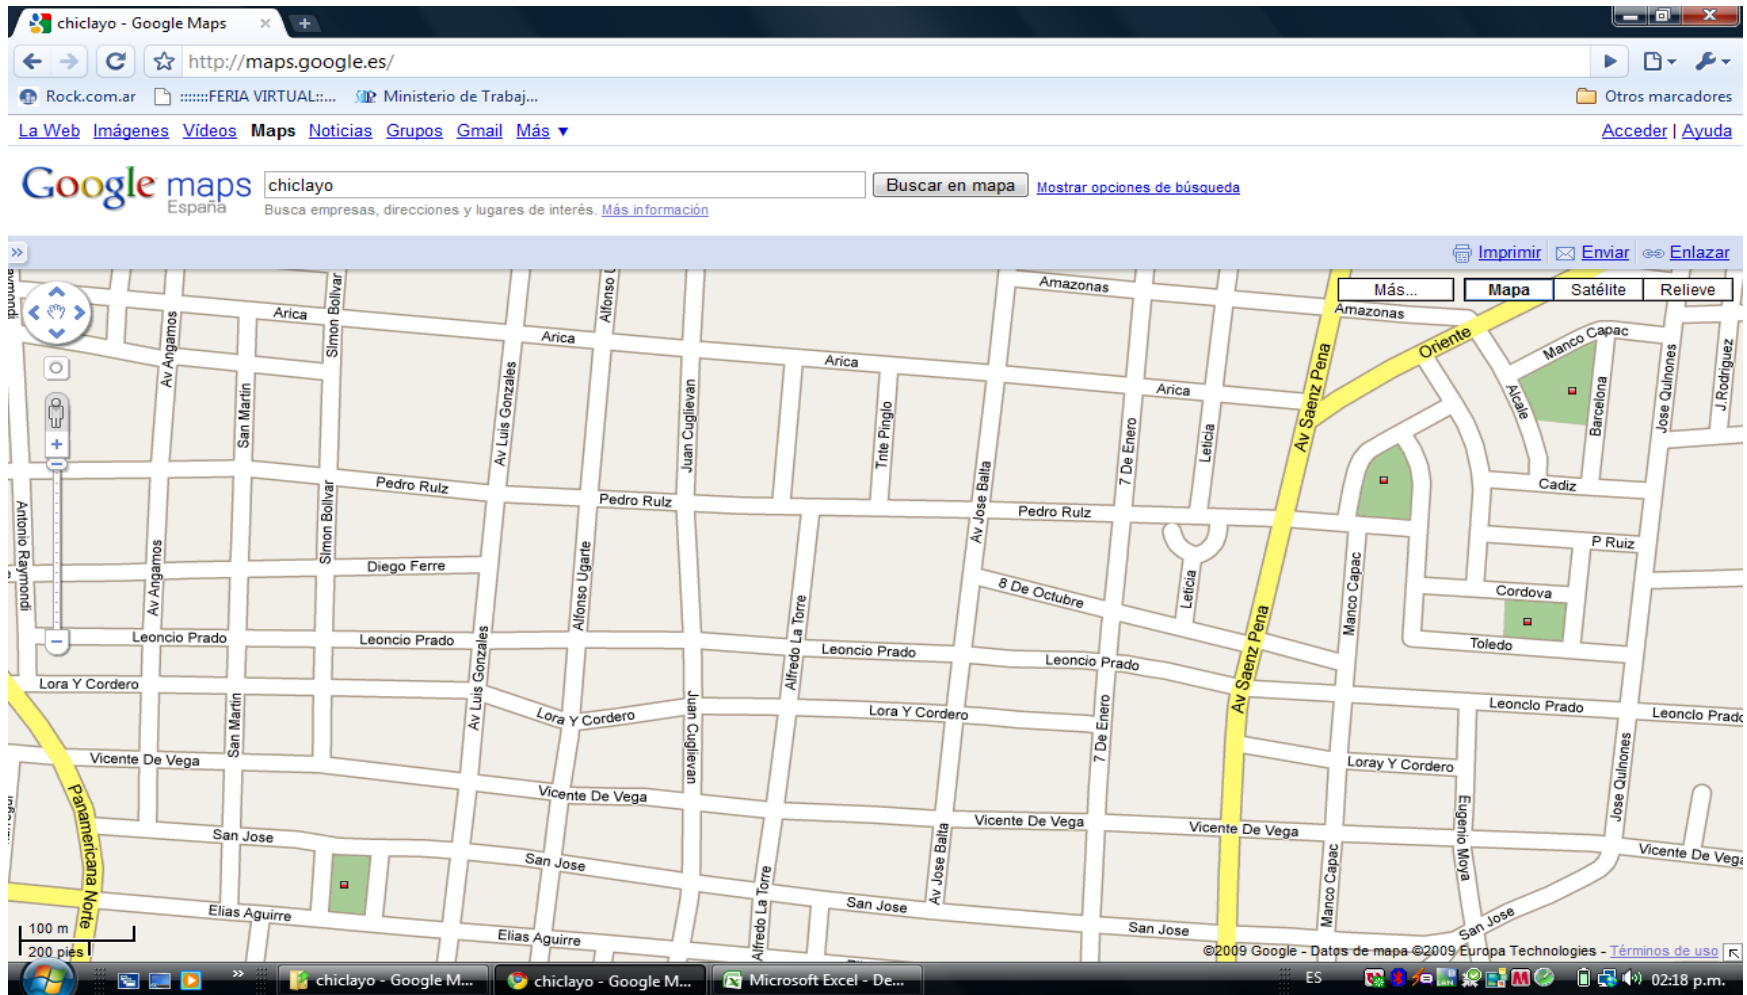 chiclayo - Google Maps
http://maps.google.es/
Rock.com.ar :::::::FERIA VIRTUAL::... Ministerio de Trabaj... Otros marcadores
La Web Imágenes Vídeos Maps Noticias Grupos Gmail Más ▼ Acceder | Ayuda
Google maps
España
chiclayo
Buscar en mapa Mostrar opciones de búsqueda
Busca empresas, direcciones y lugares de interés. Más información
» Imprimir Enviar Enlazar
Más... Mapa Satélite Relieve
Amazonas
Amazonas
Arica
Arica
Arica
Arica
Simon Bolivar
Av Angamos
San Martin
Av Luis Gonzales
Juan Cuglievan
Tnte Pinglo
Av Jose Balta
7 De Enero
Leticia
Av Saenz Pena
Oriente
Manco Capac
Alcale
Barcelona
Jose Quinones
J.Rodriguez
Pedro Ruiz
Pedro Ruiz
Pedro Ruiz
Cadiz
P Ruiz
Antonio Raymondi
Av Angamos
Simon Bolivar
Diego Ferre
Alfonso Ugarte
Alfredo La Torre
8 De Octubre
Leticia
Av Saenz Pena
Manco Capac
Cordova
Toledo
Leoncio Prado
Leoncio Prado
Leoncio Prado
Leoncio Prado
Leoncio Prado
Leoncio Prado
Lora Y Cordero
Lora Y Cordero
Lora Y Cordero
Loray Y Cordero
San Martin
Av Luis Gonzales
Juan Cuglievan
7 De Enero
Jose Quinones
Vicente De Vega
Vicente De Vega
Vicente De Vega
Vicente De Vega
Vicente De Vega
Panamericana Norte
San Jose
San Jose
San Jose
San Jose
San Jose
Av Jose Balta
Alfredo La Torre
Manco Capac
Eugenio Moya
Elias Aguirre
Elias Aguirre
100 m
200 pies
©2009 Google - Datos de mapa ©2009 Europa Technologies - Términos de uso
chiclayo - Google M... chiclayo - Google M... Microsoft Excel - De... ES 02:18 p.m.